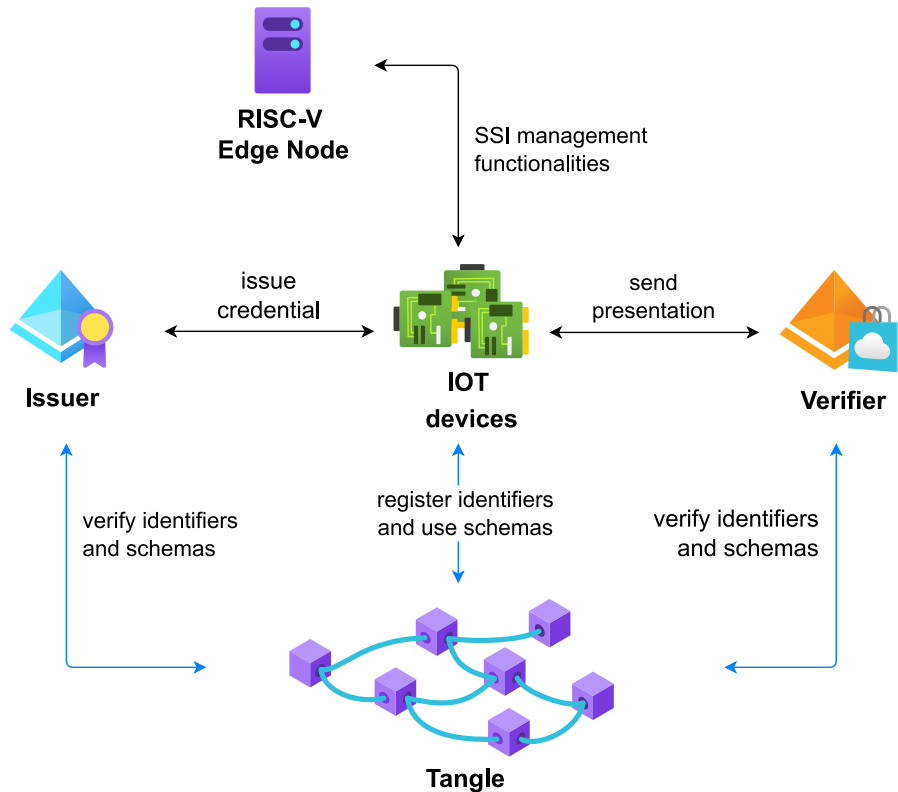 RISC-V
Edge Node
SSI management
functionalities
issue
credential
send
presentation
Issuer
IOT
devices
Verifier
verify identifiers
and schemas
register identifiers
and use schemas
verify identifiers
and schemas
Tangle